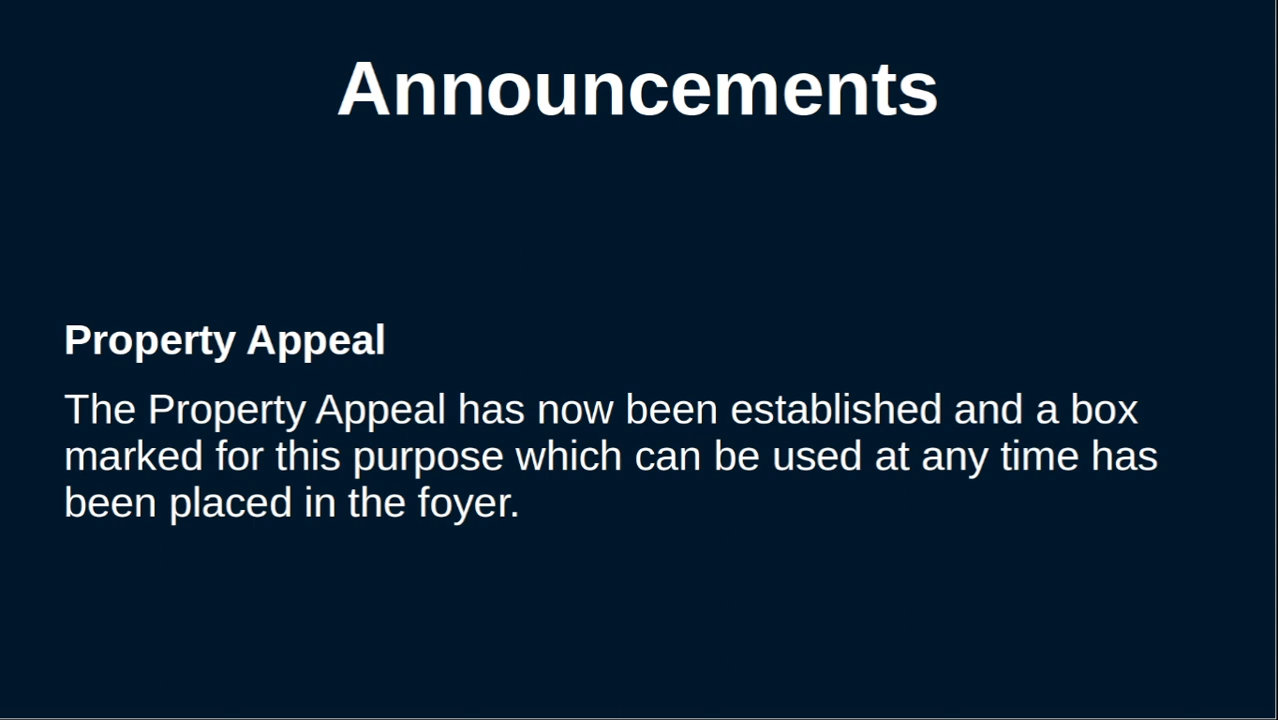 Announcements
Property Appeal
The Property Appeal has now been established and a box
marked for this purpose which can be used at any time has
been placed in the foyer.